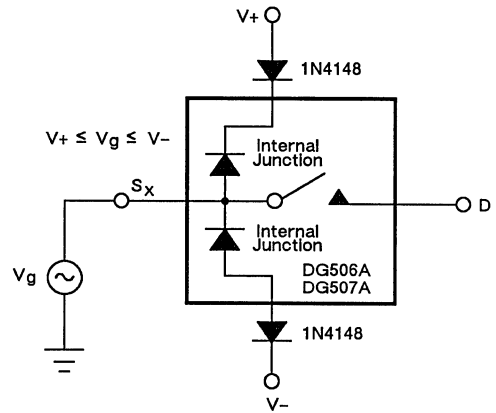 V+
1N4148
V+ ≤ Vg ≤ V-
Internal
Junction
SX
D
Internal
Junction
Vg
DG506A
DG507A
1N4148
V-